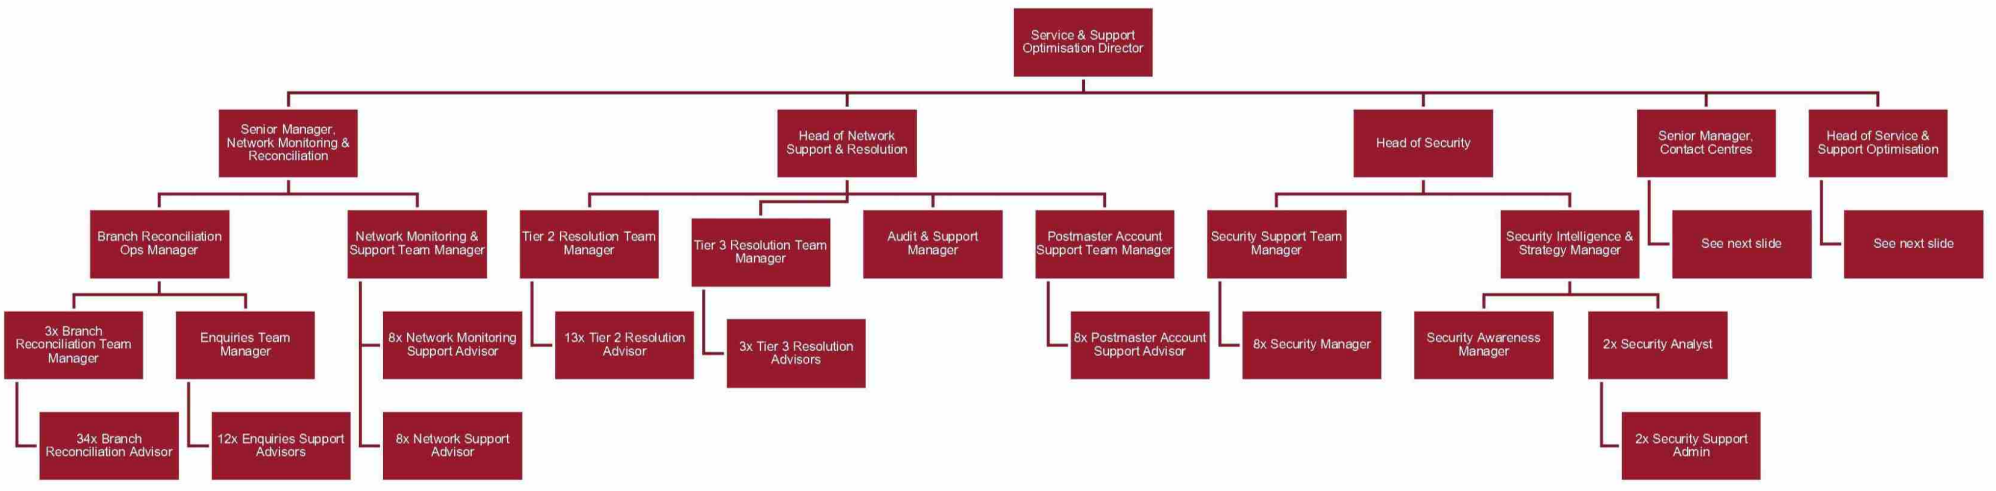 Service & Support
Optimisation Director
Senior Manager,
Network Monitoring &
Reconciliation
Head of Network
Support & Resolution
Head of Security
Senior Manager,
Contact Centres
Head of Service &
Support Optimisation
Branch Reconciliation
Ops Manager
Network Monitoring &
Support Team Manager
Tier 2 Resolution Team
Manager
Tier 3 Resolution Team
Manager
Audit & Support
Manager
Postmaster Account
Support Team Manager
Security Support Team
Manager
Security Intelligence &
Strategy Manager
See next slide
See next slide
3x Branch
Reconciliation Team
Manager
Enquiries Team
Manager
8x Network Monitoring
Support Advisor
13x Tier 2 Resolution
Advisor
3x Tier 3 Resolution
Advisors
8x Postmaster Account
Support Advisor
8x Security Manager
Security Awareness
Manager
2x Security Analyst
34x Branch
Reconciliation Advisor
12x Enquiries Support
Advisors
8x Network Support
Advisor
2x Security Support
Admin